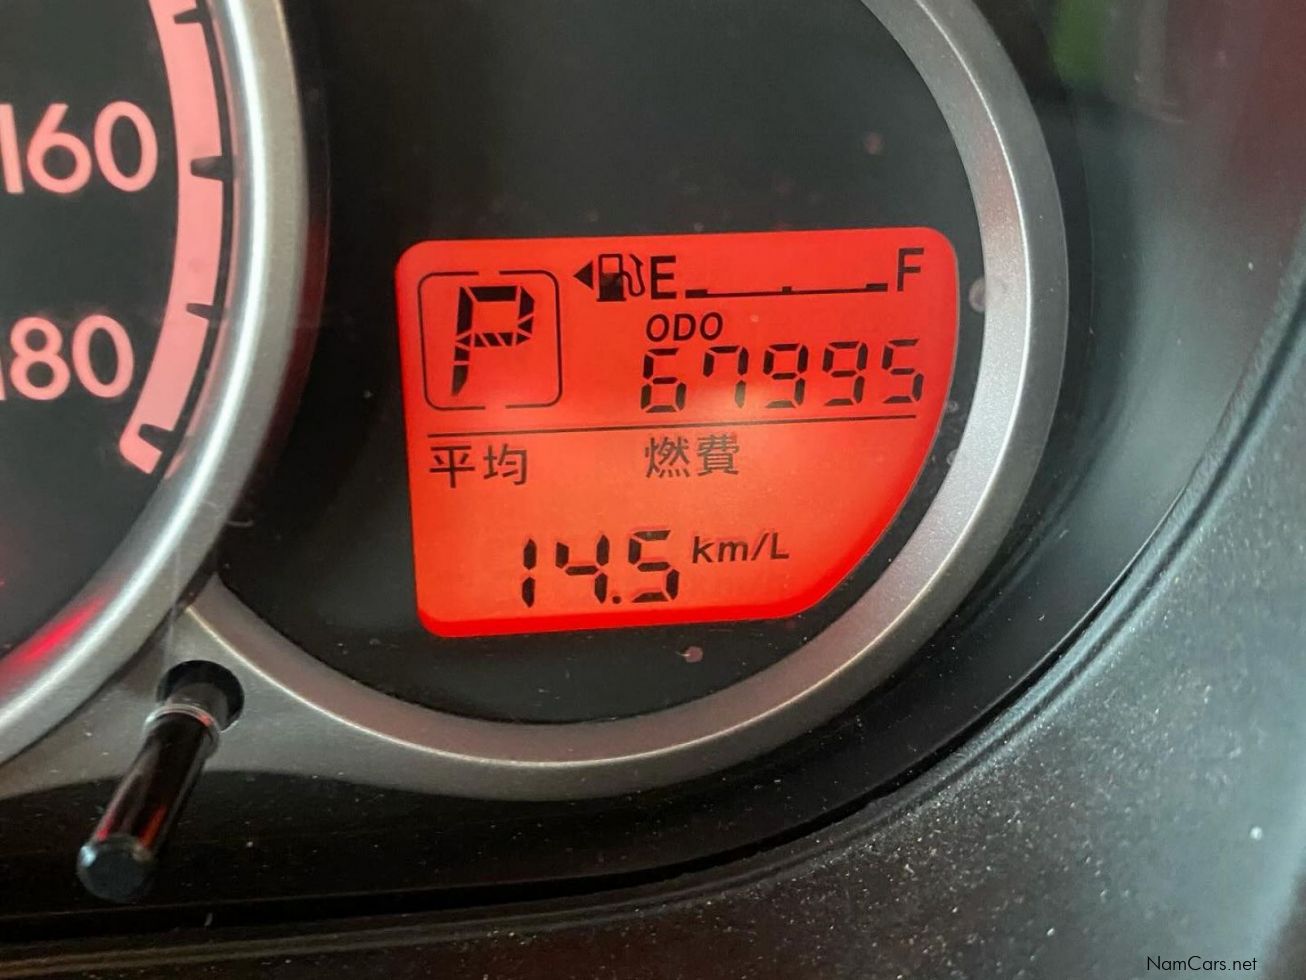 160
180
P
E F
ODO
67995
平均 燃費
14.5 km/L
NamCars.net